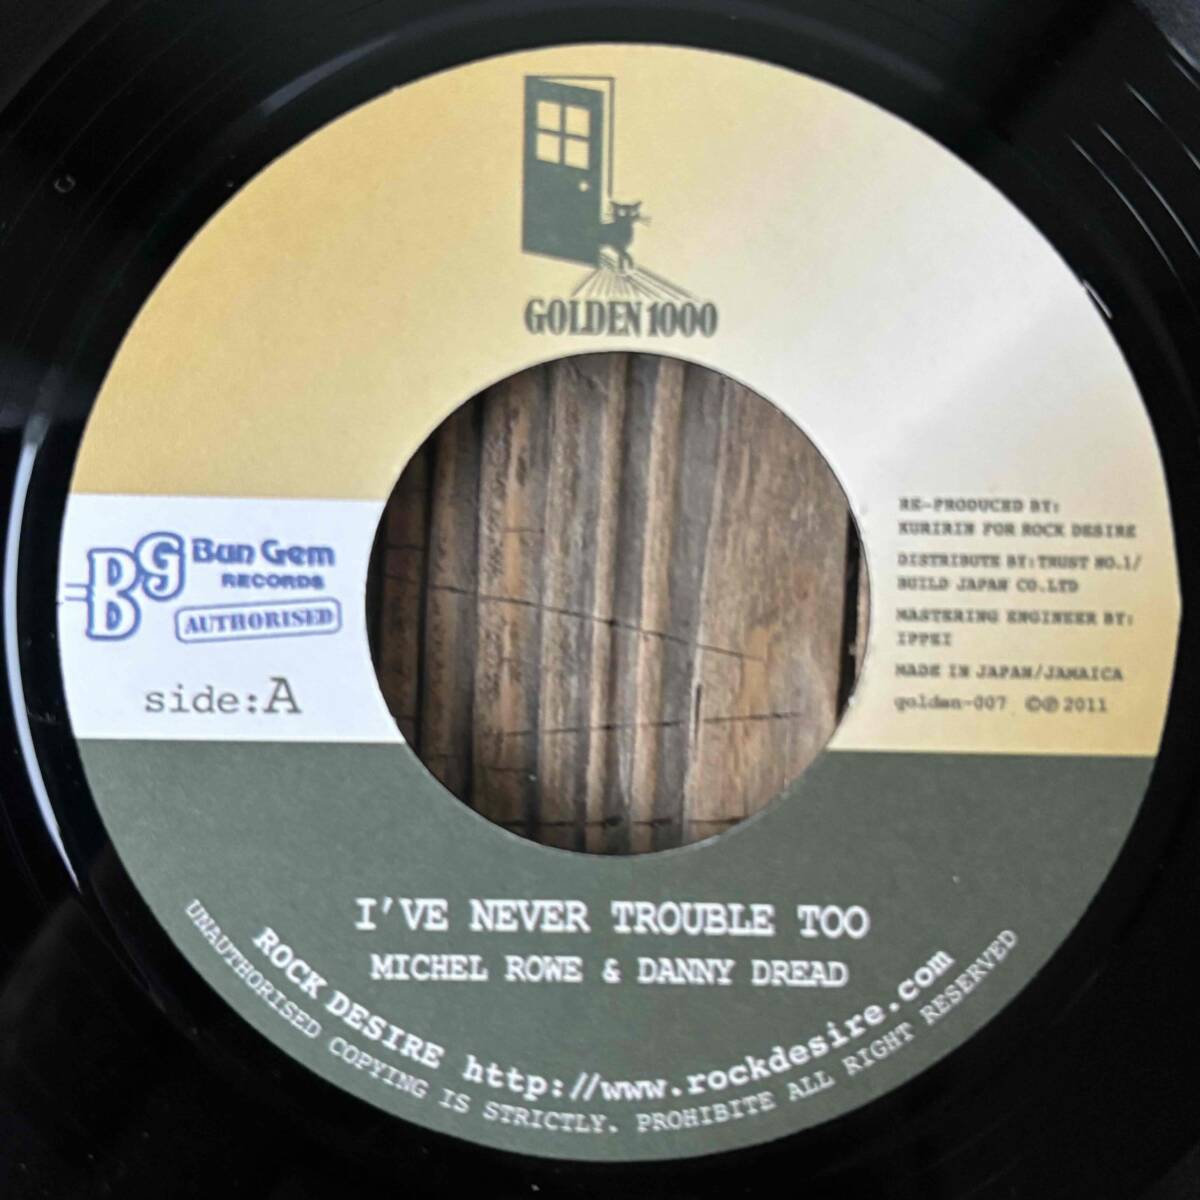 GOLDEN 1000
BG Bun Gem
RECORDS
AUTHORISED
side:A
RE-PRODUCED BY:
KURIRIN FOR ROCK DESIRE
DISTRIBUTE BY:TRUST NO.1/
BUILD JAPAN CO.LTD
MASTERING ENGINEER BY:
IPPEI
MADE IN JAPAN/JAMAICA
golden-007 ©℗2011
I'VE NEVER TROUBLE TOO
MICHEL ROWE & DANNY DREAD
ROCK DESIRE http://www.rockdesire.com
UNAUTHORISED COPYING IS STRICTLY. PROHIBITE ALL RIGHT RESERVED